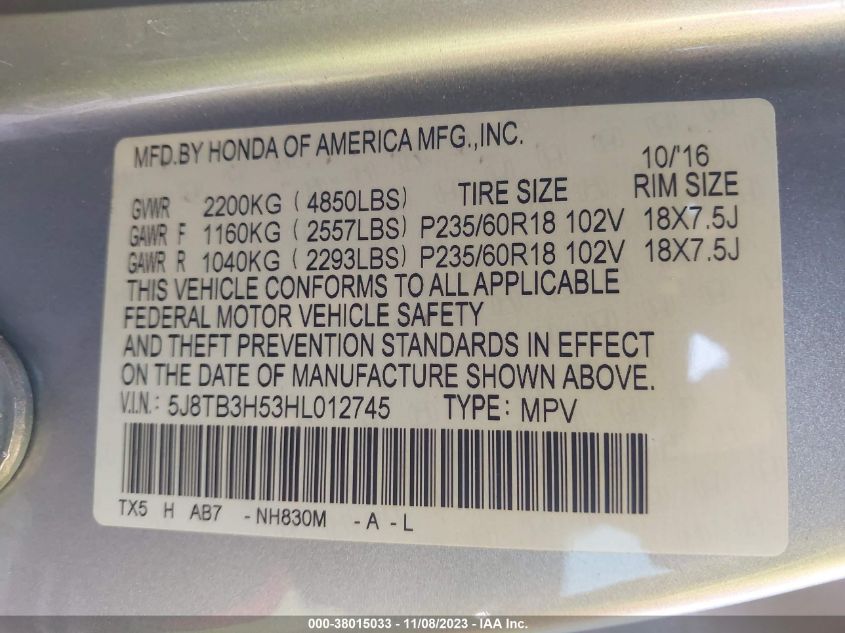 MFD.BY HONDA OF AMERICA MFG.,INC. 10/'16
GVWR 2200KG (4850LBS) TIRE SIZE RIM SIZE
GAWR F 1160KG (2557LBS) P235/60R18 102V 18X7.5J
GAWR R 1040KG (2293LBS) P235/60R18 102V 18X7.5J
THIS VEHICLE CONFORMS TO ALL APPLICABLE
FEDERAL MOTOR VEHICLE SAFETY
AND THEFT PREVENTION STANDARDS IN EFFECT
ON THE DATE OF MANUFACTURE SHOWN ABOVE.
V.I.N.: 5J8TB3H53HL012745 TYPE: MPV
TX5 H AB7 -NH830M -A-L
000-38015033 - 11/08/2023 - IAA Inc.